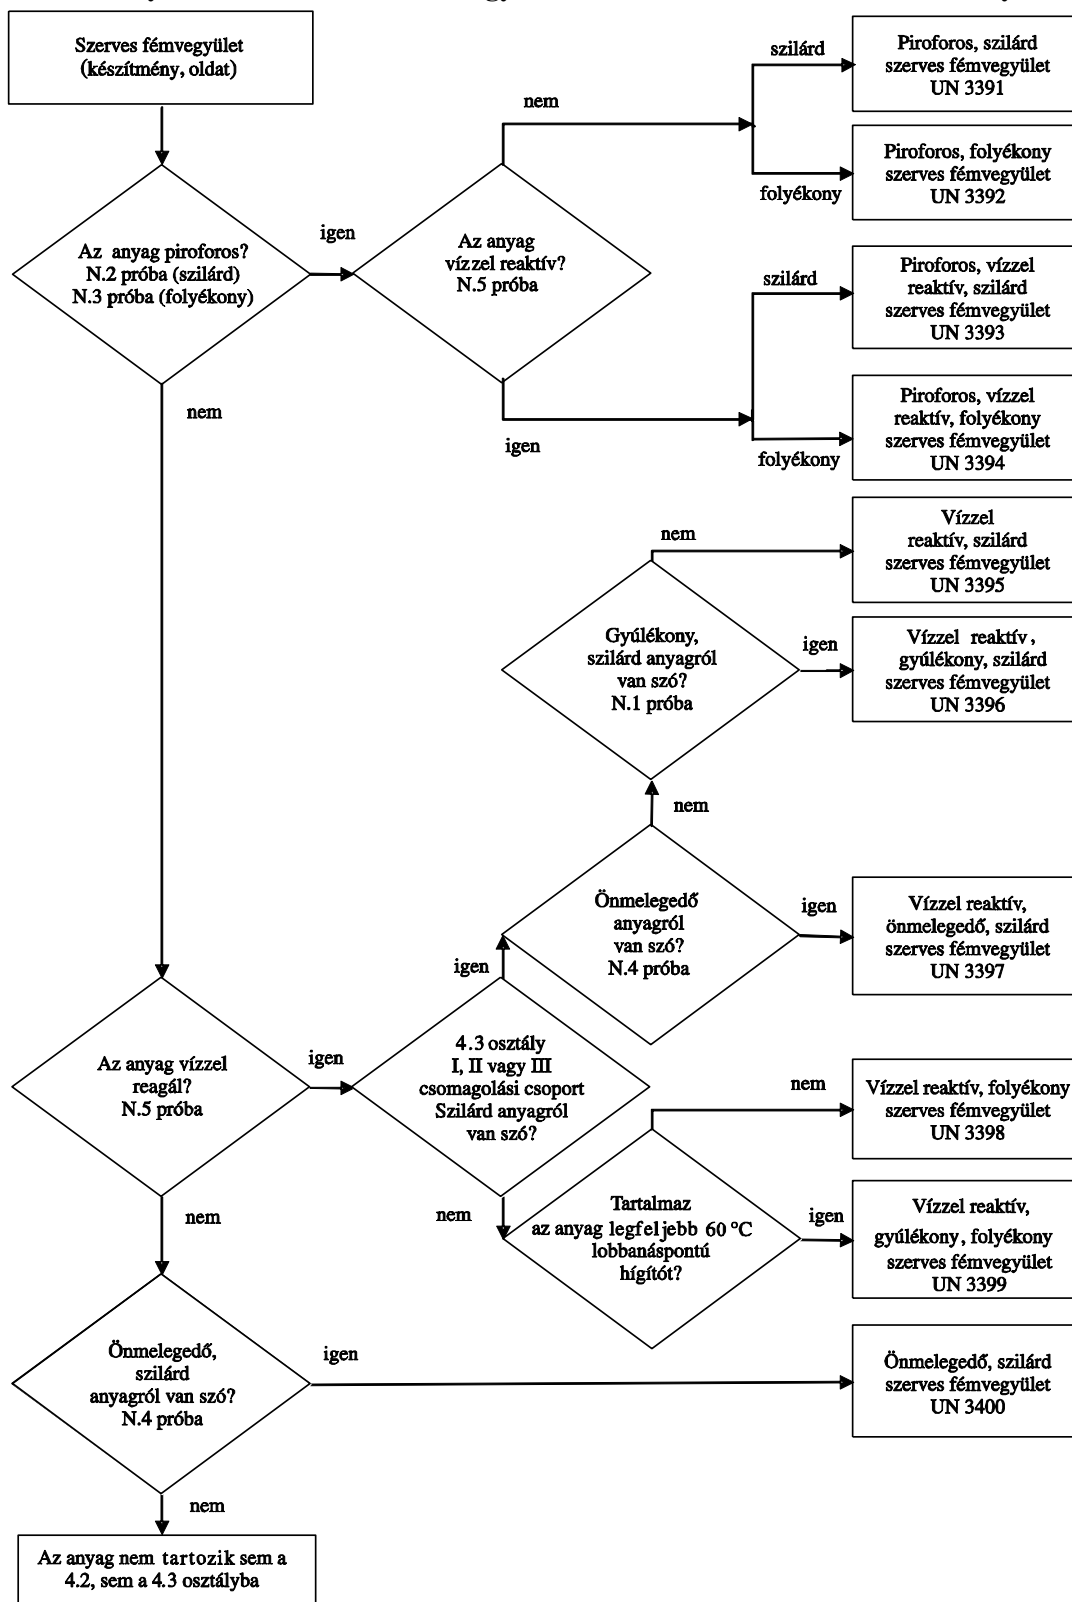 Szerves fémvegyület
(készítmény, oldat)
szilárd
Piroforos, szilárd
szerves fémvegyület
UN 3391
nem
Piroforos, folyékony
szerves fémvegyület
UN 3392
folyékony
igen
Az anyag piroforos?
N.2 próba (szilárd)
N.3 próba (folyékony)
Az anyag
vízzel reaktív?
N.5 próba
szilárd
Piroforos, vízzel
reaktív, szilárd
szerves fémvegyület
UN 3393
nem
igen
Piroforos, vízzel
reaktív, folyékony
szerves fémvegyület
UN 3394
folyékony
nem
Vízzel
reaktív, szilárd
szerves fémvegyület
UN 3395
Gyúlékony,
szilárd anyagról
van szó?
N.1 próba
igen
Vízzel reaktív,
gyúlékony, szilárd
szerves fémvegyület
UN 3396
nem
Önmelegedő
anyagról
van szó?
N.4 próba
igen
Vízzel reaktív,
önmelegedő, szilárd
szerves fémvegyület
UN 3397
igen
Az anyag vízzel
reagál?
N.5 próba
igen
4.3 osztály
I, II vagy III
csomagolási csoport
Szilárd anyagról
van szó?
nem
Vízzel reaktív, folyékony
szerves fémvegyület
UN 3398
nem
nem
Tartalmaz
az anyag legfeljebb 60 °C
lobbanáspontú
hígítót?
igen
Vízzel reaktív,
gyúlékony, folyékony
szerves fémvegyület
UN 3399
Önmelegedő,
szilárd
anyagról van szó?
N.4 próba
igen
Önmelegedő, szilárd
szerves fémvegyület
UN 3400
nem
Az anyag nem tartozik sem a
4.2, sem a 4.3 osztályba